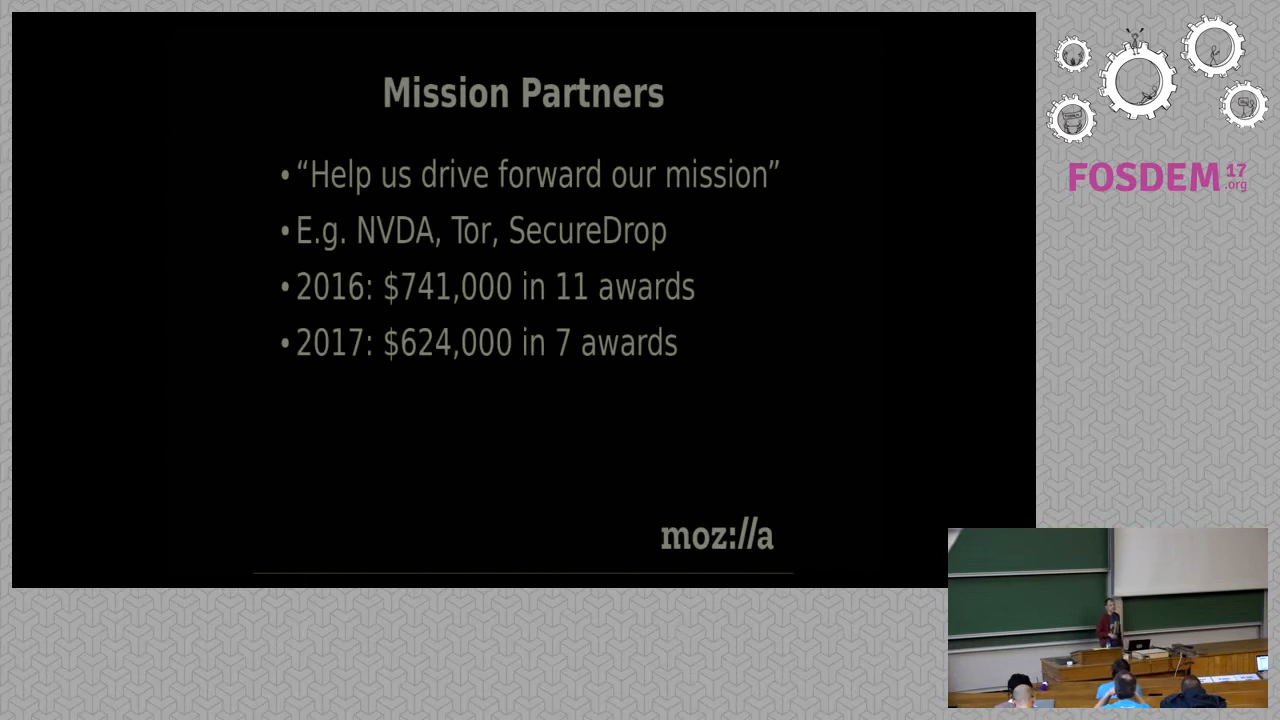 Mission Partners
• “Help us drive forward our mission”
• E.g. NVDA, Tor, SecureDrop
• 2016: $741,000 in 11 awards
• 2017: $624,000 in 7 awards
moz://a
FOSDEM 17 .org